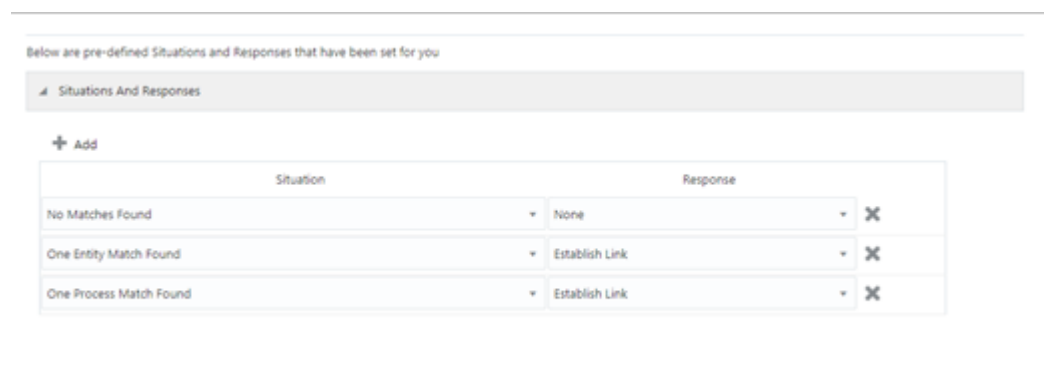 Below are pre-defined Situations and Responses that have been set for you
Situations And Responses
Add
Situation Response
No Matches Found None
One Entity Match Found Establish Link
One Process Match Found Establish Link